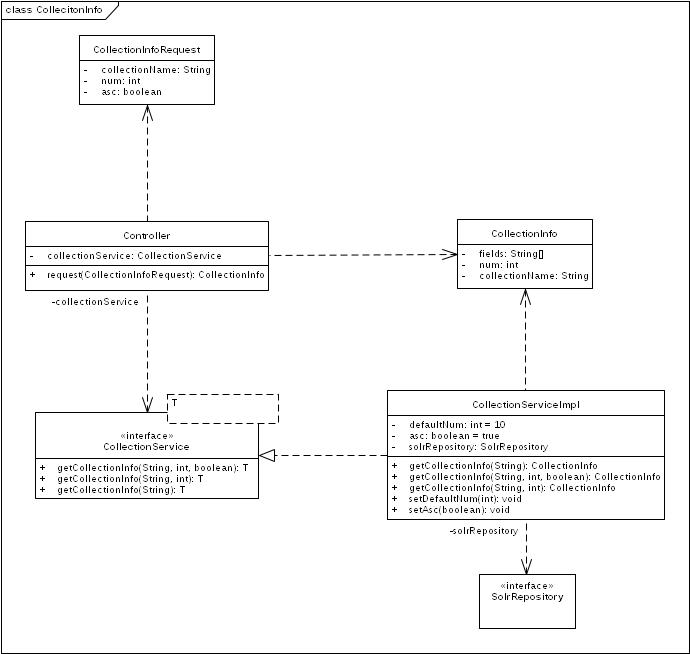 class CollecitonInfo
CollectionInfoRequest
- collectionName: String
- num: int
- asc: boolean
Controller
- collectionService: CollectionService
+ request(CollectionInfoRequest): CollectionInfo
CollectionInfo
- fields: String[]
- num: int
- collectionName: String
-collectionService
T
«interface»
CollectionService
+ getCollectionInfo(String, int, boolean): T
+ getCollectionInfo(String, int): T
+ getCollectionInfo(String): T
CollectionServiceImpl
- defaultNum: int = 10
- asc: boolean = true
- solrRepository: SolrRepository
+ getCollectionInfo(String): CollectionInfo
+ getCollectionInfo(String, int, boolean): CollectionInfo
+ getCollectionInfo(String, int): CollectionInfo
+ setDefaultNum(int): void
+ setAsc(boolean): void
-solrRepository
«interface»
SolrRepository